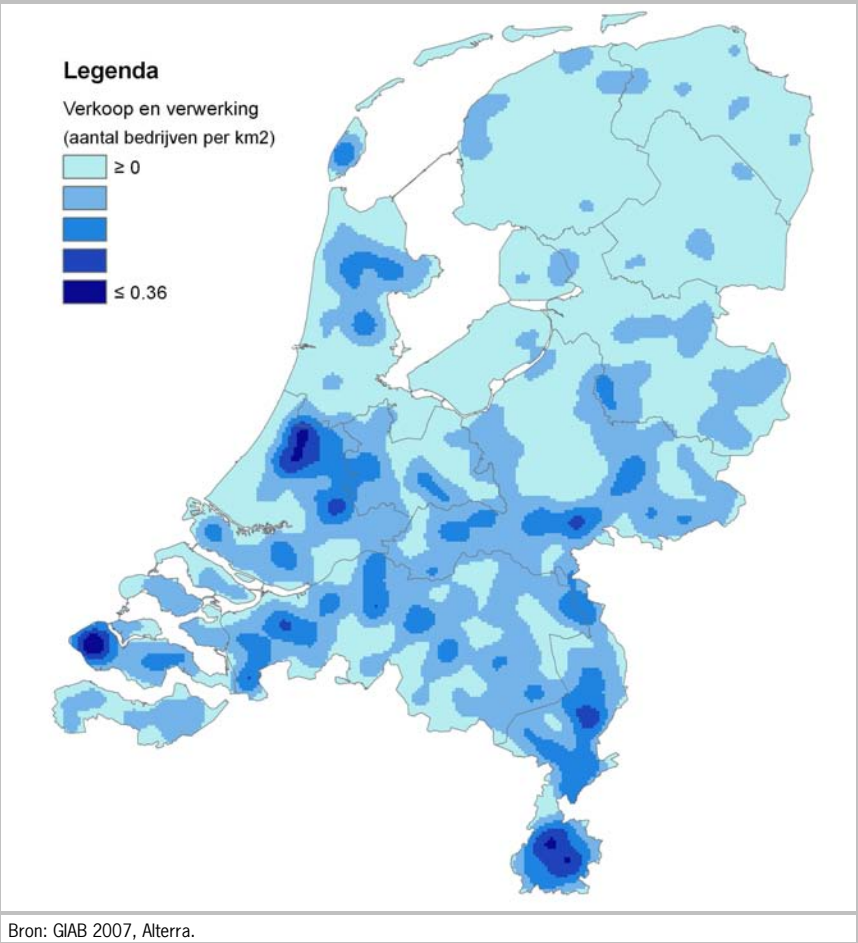 Legenda
Verkoop en verwerking
(aantal bedrijven per km2)
≥ 0
≤ 0.36
Bron: GIAB 2007, Alterra.